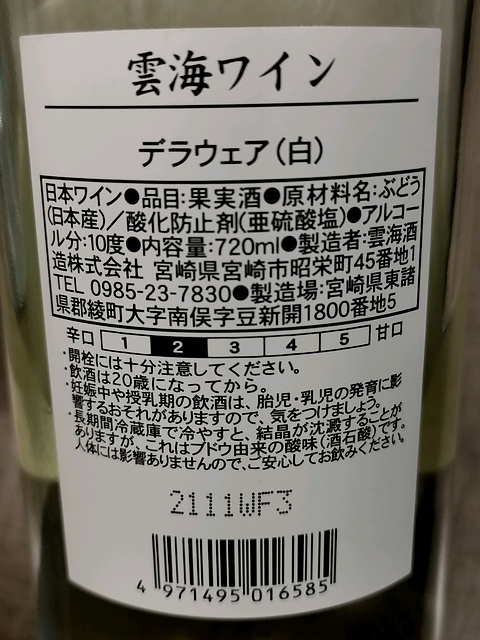 雲海ワイン
デラウェア(白)
日本ワイン●品目:果実酒●原材料名:ぶどう
(日本産)/酸化防止剤(亜硫酸塩)●アルコー
ル分:10度●内容量:720ml●製造者:雲海酒
造株式会社 宮崎県宮崎市昭栄町45番地1
TEL 0985-23-7830●製造場:宮崎県東諸
県郡綾町大字南俣字豆新開1800番地5
辛口 1 2 3 4 5 甘口
・開栓には十分注意してください。
・飲酒は20歳になってから。
・妊娠中や授乳期の飲酒は、胎児・乳児の発育に影
響するおそれがありますので、気をつけましょう。
・長期間冷蔵庫で冷やすと、結晶が沈澱することが
ありますが、これはブドウ由来の酸味(酒石酸)です。
人体には影響ありませんので、ご安心してお飲みください。
2111WF3
4 971495 016585